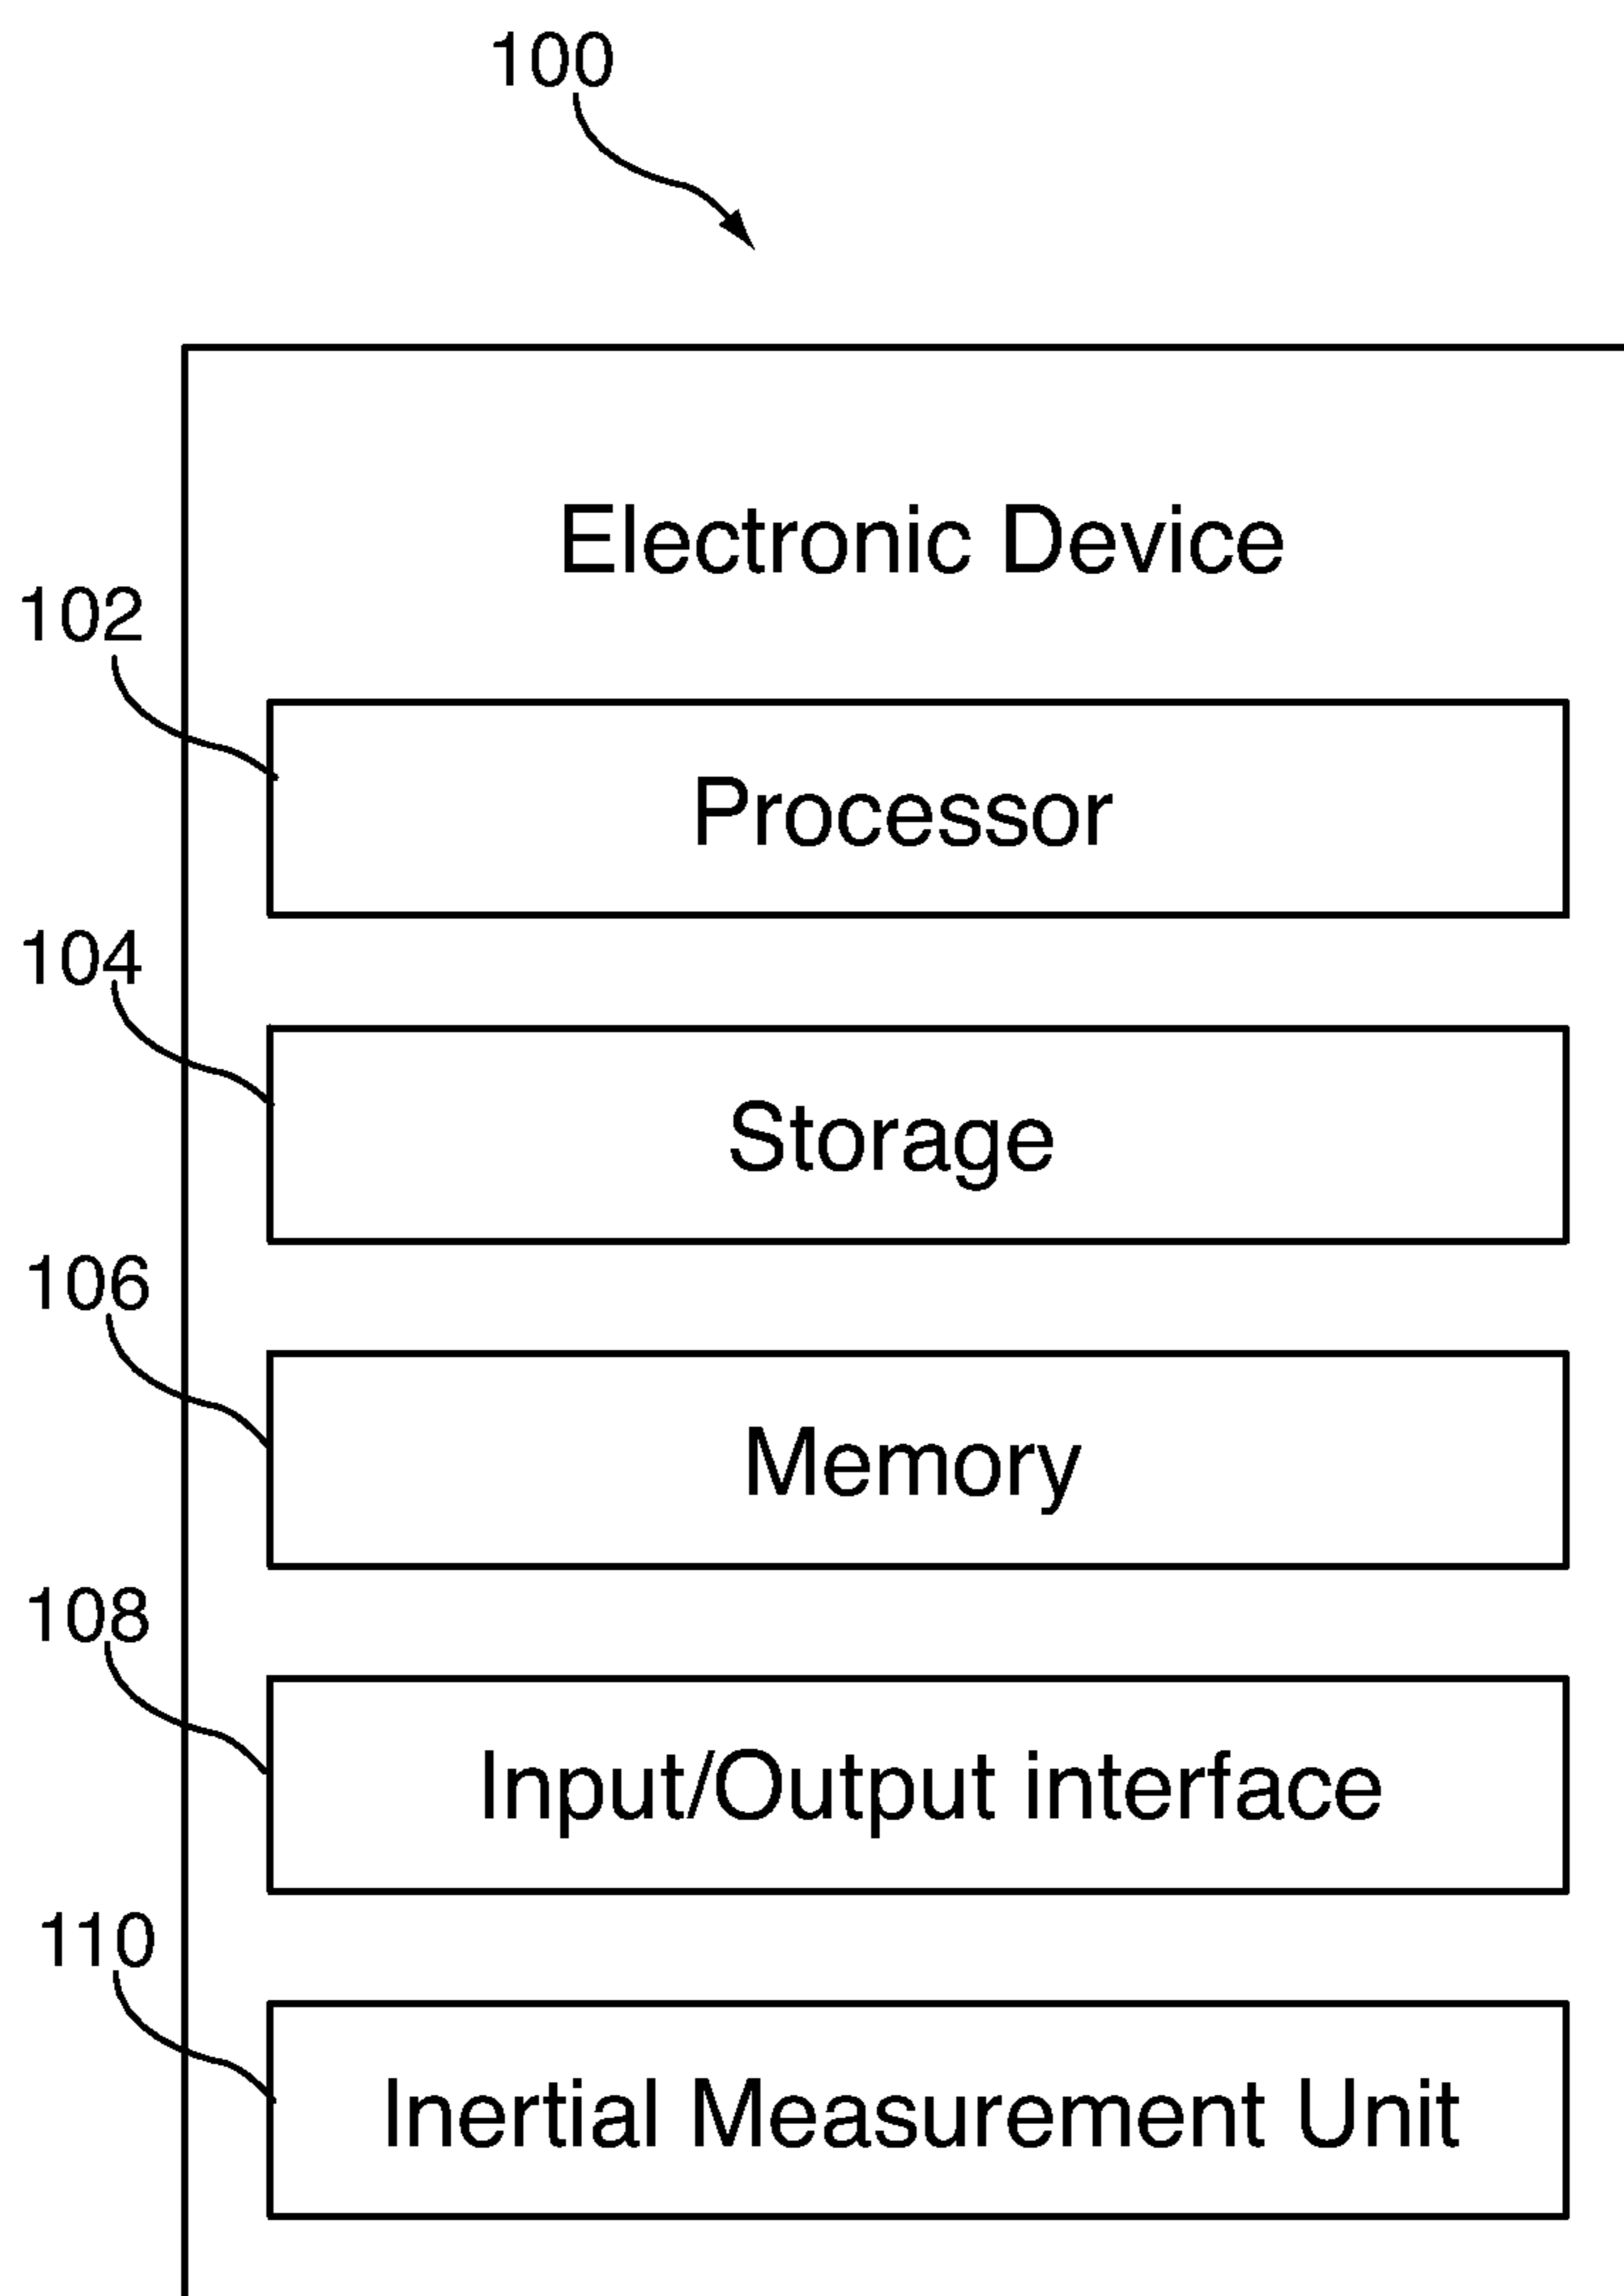 100
Electronic Device
102
Processor
104
Storage
106
Memory
108
Input/Output interface
110
Inertial Measurement Unit